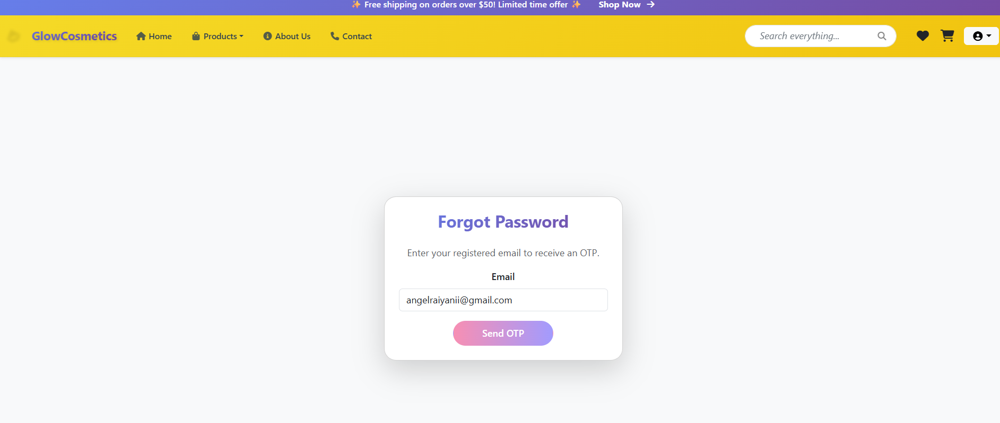 ✨ Free shipping on orders over $50! Limited time offer ✨ Shop Now →
GlowCosmetics Home Products About Us Contact Search everything...
Forgot Password
Enter your registered email to receive an OTP.
Email
angelraiyanii@gmail.com
Send OTP